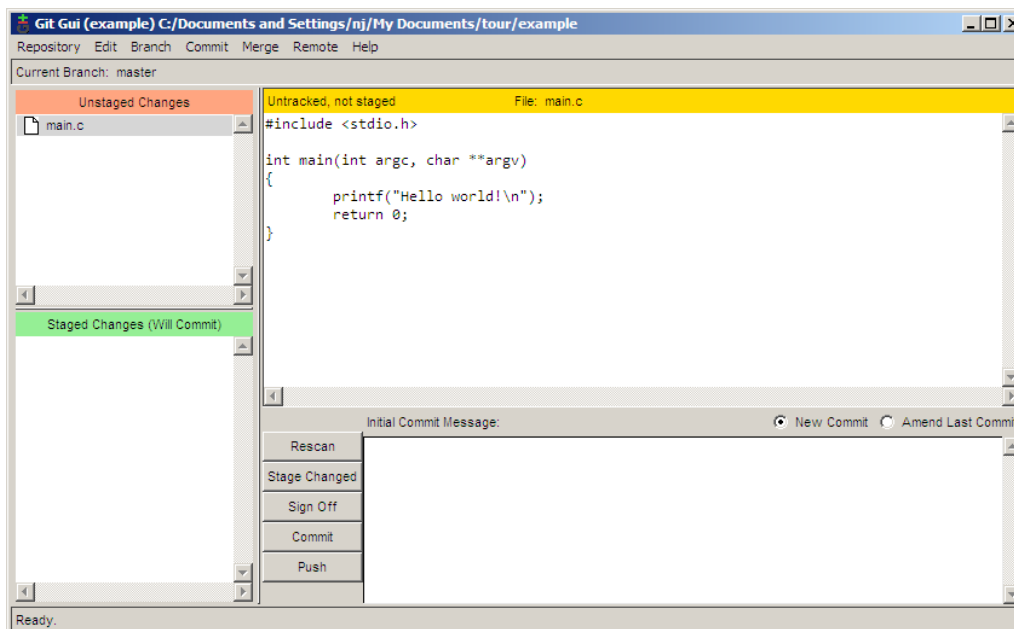 Git Gui (example) C:/Documents and Settings/nj/My Documents/tour/example
Repository Edit Branch Commit Merge Remote Help
Current Branch: master
Unstaged Changes
main.c
Staged Changes (Will Commit)
Untracked, not staged File: main.c
#include <stdio.h>
int main(int argc, char **argv)
{
printf("Hello world!\n");
return 0;
}
Initial Commit Message: New Commit Amend Last Commi
Rescan
Stage Changed
Sign Off
Commit
Push
Ready.